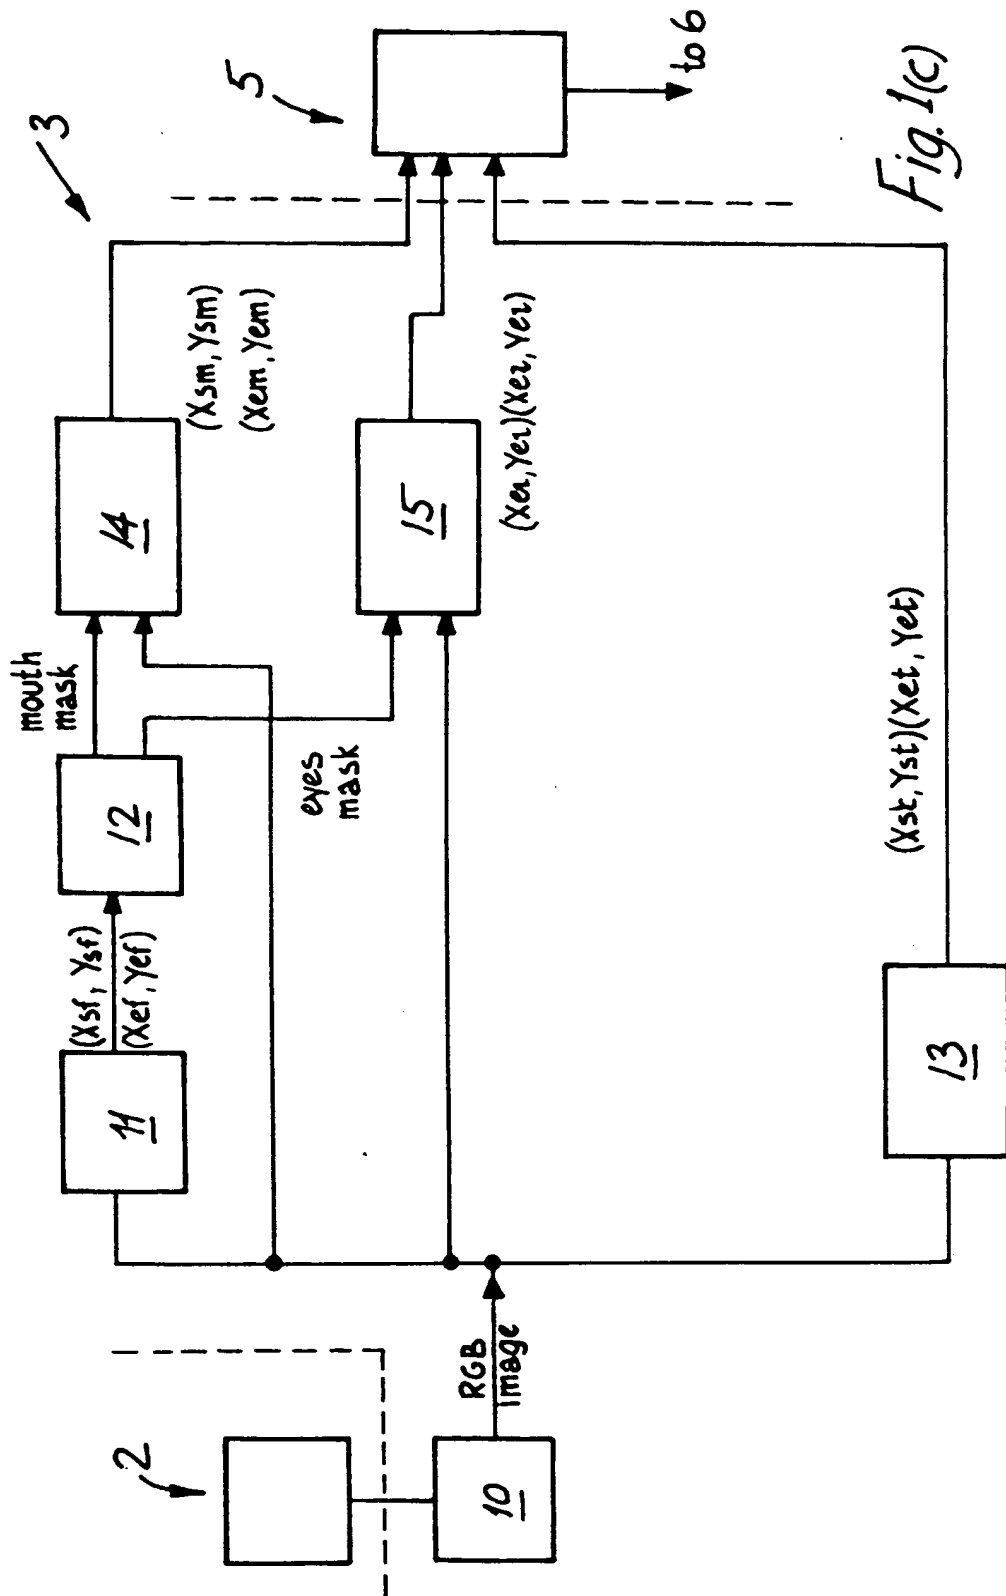 3
5
to 6
Fig. 1(c)
14
(Xsm, Ysm)
(Xem, Yem)
15
(Xe1, Ye1)(Xe2, Ye2)
mouth
mask
12
eyes
mask
(Xsf, Ysf)
(Xef, Yef)
11
(Xst, Yst)(Xet, Yet)
13
2
RGB
image
10